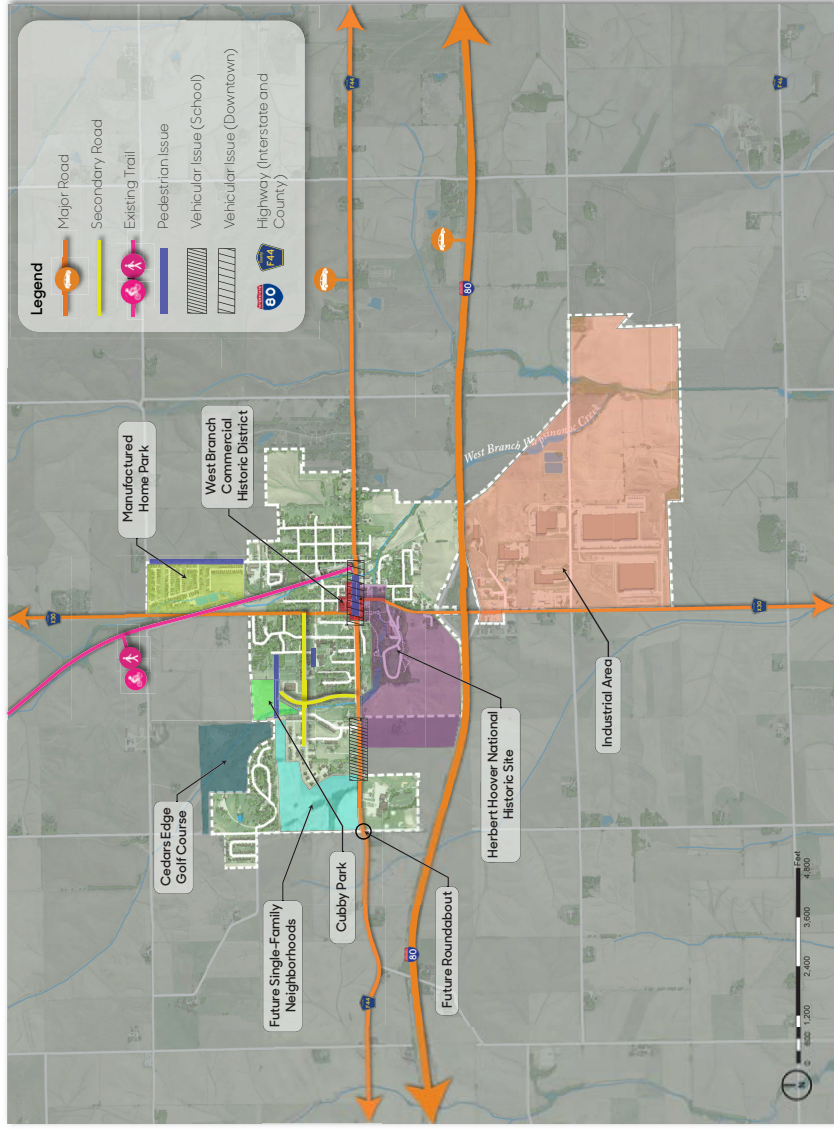 Legend
Major Road
Secondary Road
Existing Trail
Pedestrian Issue
Vehicular Issue (School)
Vehicular Issue (Downtown)
80
F44
Highway (Interstate and
County)
X30
Manufactured
Home Park
Cedars Edge
Golf Course
West Branch
Commercial
Historic District
Future Single-Family
Neighborhoods
Cubby Park
F44
F44
80
80
Future Roundabout
Herbert Hoover National
Historic Site
West Branch Wapsinonoc Creek
Industrial Area
X30
N
0 600 1,200 2,400 3,600 4,800
Feet